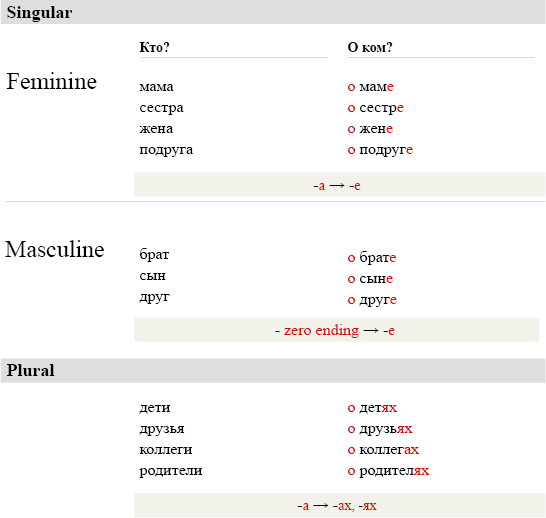 Singular
Кто? О ком?
Feminine
мама о маме
сестра о сестре
жена о жене
подруга о подруге
-а → -е
Masculine
брат о брате
сын о сыне
друг о друге
- zero ending → -е
Plural
дети о детях
друзья о друзьях
коллеги о коллегах
родители о родителях
-а → -ах, -ях